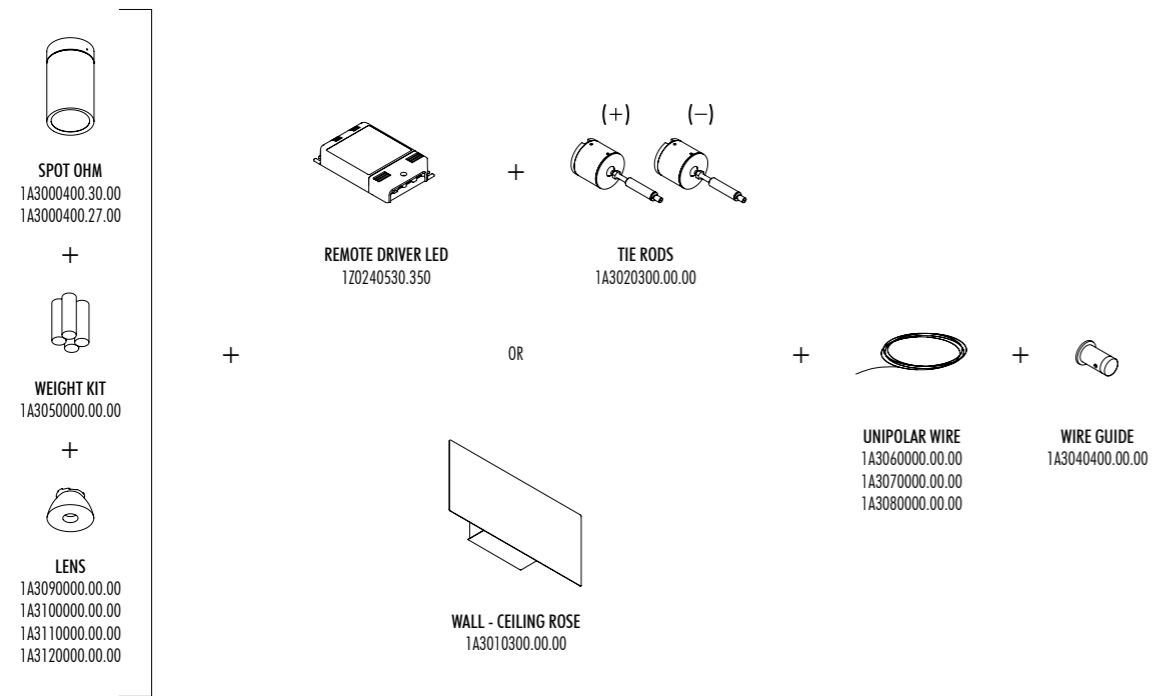 SPOT OHM
1A3000400.30.00
1A3000400.27.00
+
WEIGHT KIT
1A3050000.00.00
+
LENS
1A3090000.00.00
1A3100000.00.00
1A3110000.00.00
1A3120000.00.00
+
REMOTE DRIVER LED
1Z0240530.350
+
(+) (−)
TIE RODS
1A3020300.00.00
OR
WALL - CEILING ROSE
1A3010300.00.00
+
UNIPOLAR WIRE
1A3060000.00.00
1A3070000.00.00
1A3080000.00.00
+
WIRE GUIDE
1A3040400.00.00